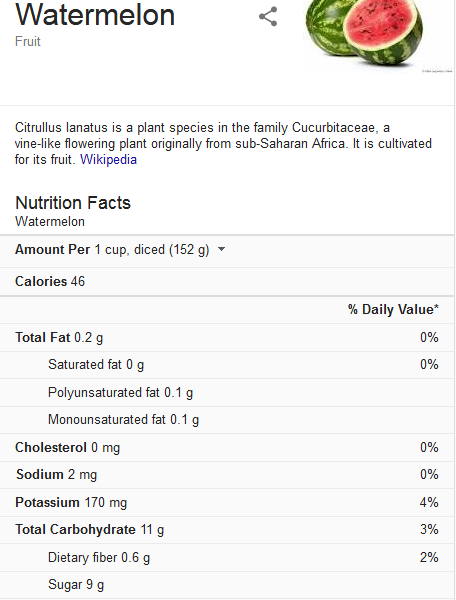 Watermelon
Fruit
Citrullus lanatus is a plant species in the family Cucurbitaceae, a
vine-like flowering plant originally from sub-Saharan Africa. It is cultivated
for its fruit. Wikipedia
Nutrition Facts
Watermelon
Amount Per 1 cup, diced (152 g)
Calories 46
% Daily Value*
Total Fat 0.2 g 0%
Saturated fat 0 g 0%
Polyunsaturated fat 0.1 g
Monounsaturated fat 0.1 g
Cholesterol 0 mg 0%
Sodium 2 mg 0%
Potassium 170 mg 4%
Total Carbohydrate 11 g 3%
Dietary fiber 0.6 g 2%
Sugar 9 g